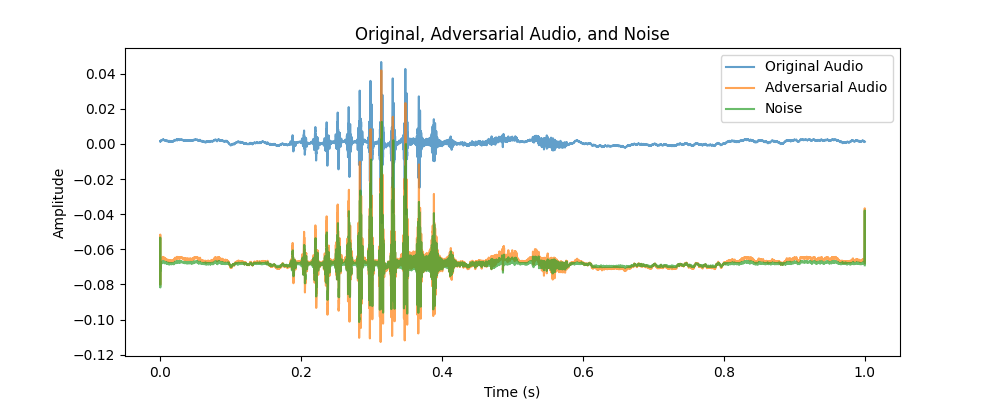 Original, Adversarial Audio, and Noise
Original Audio
Adversarial Audio
Noise
0.04
0.02
0.00
−0.02
−0.04
−0.06
−0.08
−0.10
−0.12
Amplitude
0.0 0.2 0.4 0.6 0.8 1.0
Time (s)